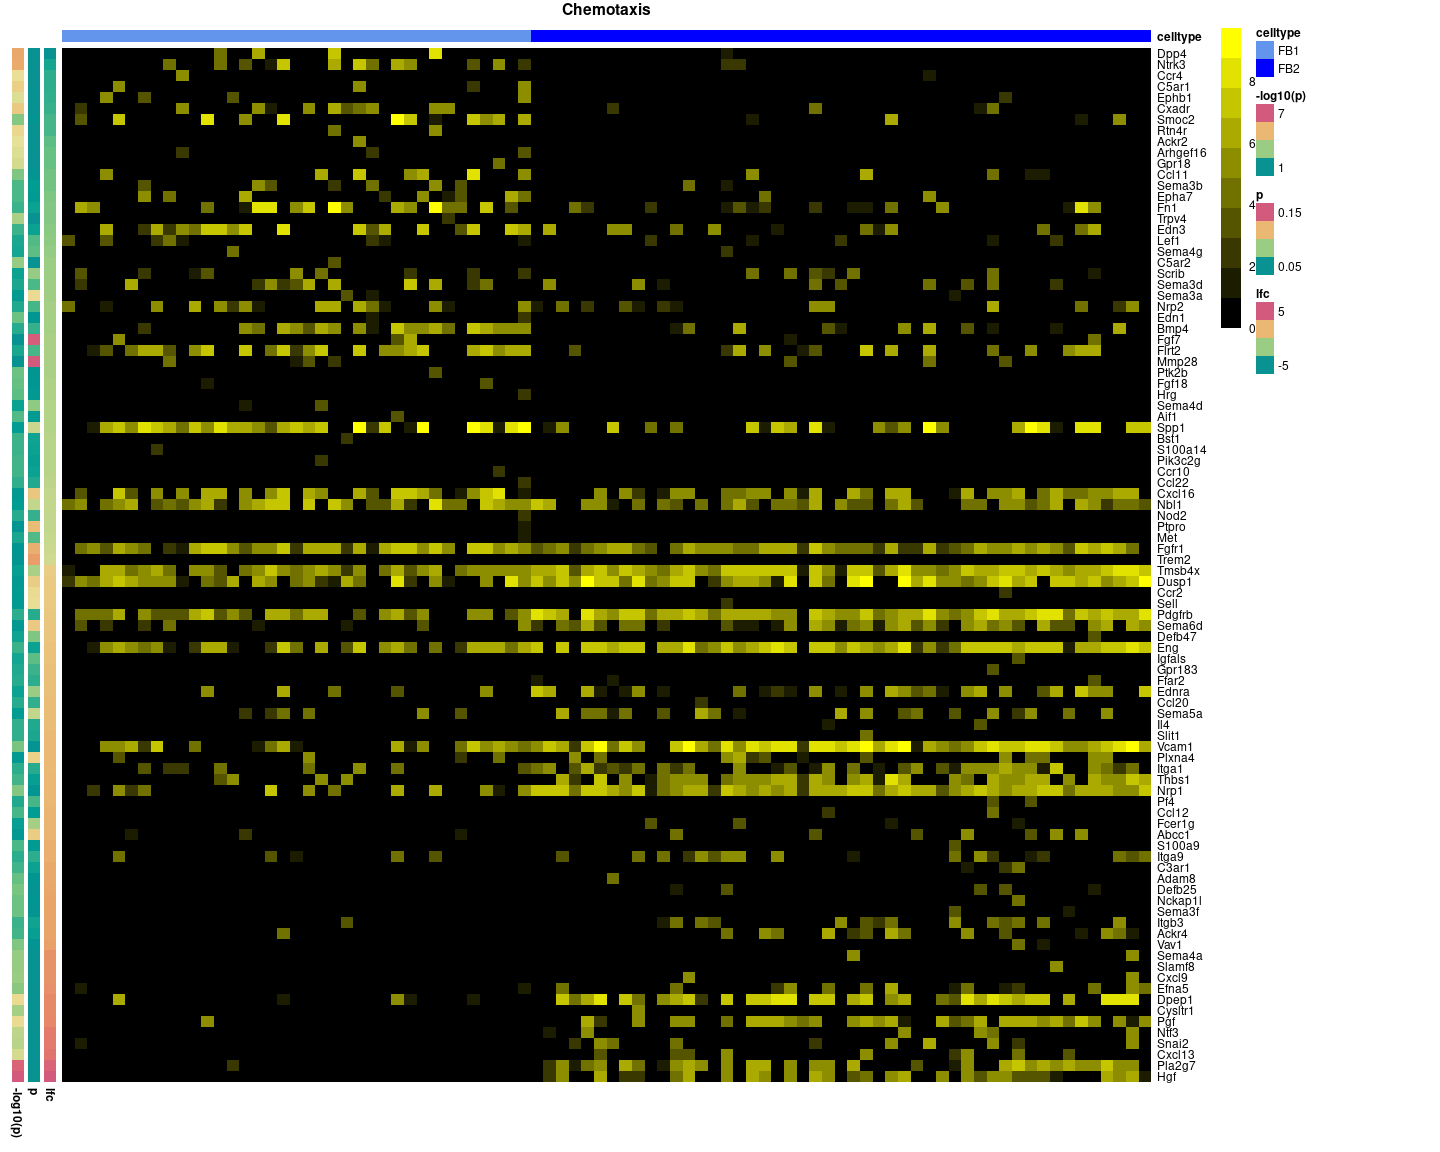 Chemotaxis
celltype
Dpp4
Ntrk3
Ccr4
C5ar1
Ephb1
Cxadr
Smoc2
Rtn4r
Ackr2
Arhgef16
Gpr18
Ccl11
Sema3b
Epha7
Fn1
Trpv4
Edn3
Lef1
Sema4g
C5ar2
Scrib
Sema3d
Sema3a
Nrp2
Edn1
Bmp4
Fgf7
Flrt2
Mmp28
Ptk2b
Fgf18
Hrg
Sema4d
Aif1
Spp1
Bst1
S100a14
Pik3c2g
Ccr10
Ccl22
Cxcl16
Nbl1
Nod2
Ptpro
Met
Fgfr1
Trem2
Tmsb4x
Dusp1
Ccr2
Sell
Pdgfrb
Sema6d
Defb47
Eng
Igfals
Gpr183
Ffar2
Ednra
Ccl20
Sema5a
Il4
Slit1
Vcam1
Plxna4
Itga1
Thbs1
Nrp1
Pf4
Ccl12
Fcer1g
Abcc1
S100a9
Itga9
C3ar1
Adam8
Defb25
Nckap1l
Sema3f
Itgb3
Ackr4
Vav1
Sema4a
Slamf8
Cxcl9
Efna5
Dpep1
Cysltr1
Pgf
Ntf3
Snai2
Cxcl13
Pla2g7
Hgf
8
6
4
2
0
celltype
FB1
FB2
-log10(p)
7
1
p
0.15
0.05
lfc
5
-5
-log10(p)
p
lfc